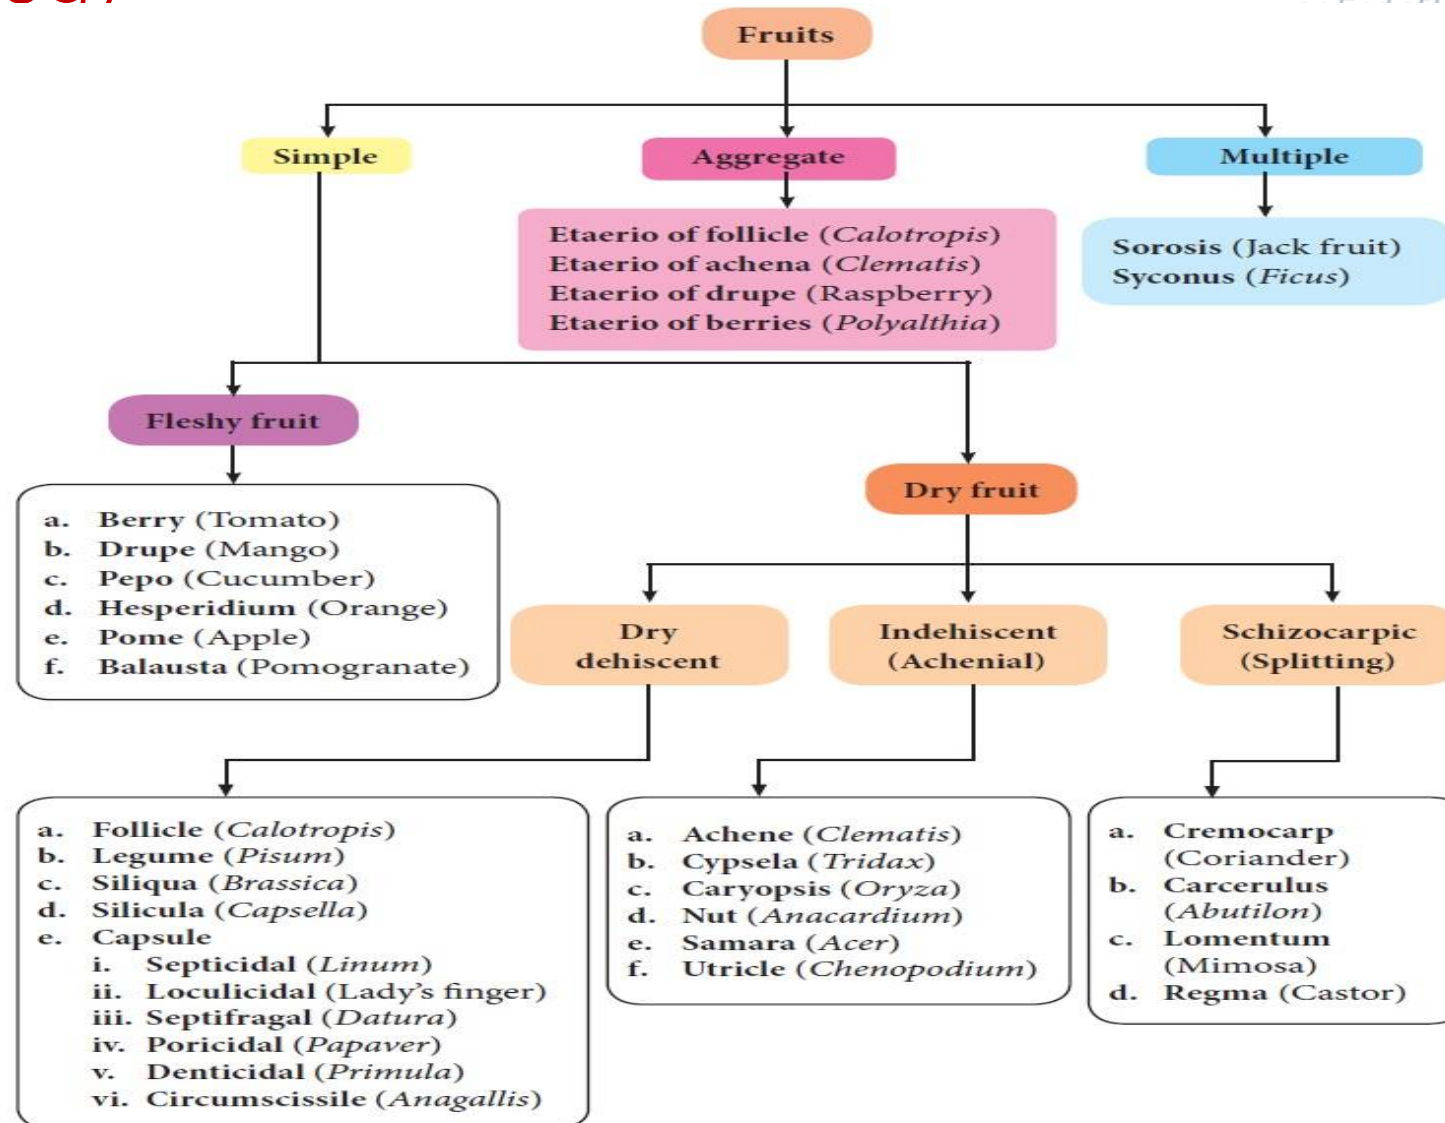 Fruits
Simple
Aggregate
Multiple
Etaerio of follicle (Calotropis)
Etaerio of achena (Clematis)
Etaerio of drupe (Raspberry)
Etaerio of berries (Polyalthia)
Sorosis (Jack fruit)
Syconus (Ficus)
Fleshy fruit
Dry fruit
a. Berry (Tomato)
b. Drupe (Mango)
c. Pepo (Cucumber)
d. Hesperidium (Orange)
e. Pome (Apple)
f. Balausta (Pomogranate)
Dry
dehiscent
Indehiscent
(Achenial)
Schizocarpic
(Splitting)
a. Follicle (Calotropis)
b. Legume (Pisum)
c. Siliqua (Brassica)
d. Silicula (Capsella)
e. Capsule
i. Septicidal (Linum)
ii. Loculicidal (Lady's finger)
iii. Septifragal (Datura)
iv. Poricidal (Papaver)
v. Denticidal (Primula)
vi. Circumscissile (Anagallis)
a. Achene (Clematis)
b. Cypsela (Tridax)
c. Caryopsis (Oryza)
d. Nut (Anacardium)
e. Samara (Acer)
f. Utricle (Chenopodium)
a. Cremocarp
(Coriander)
b. Carcerulus
(Abutilon)
c. Lomentum
(Mimosa)
d. Regma (Castor)